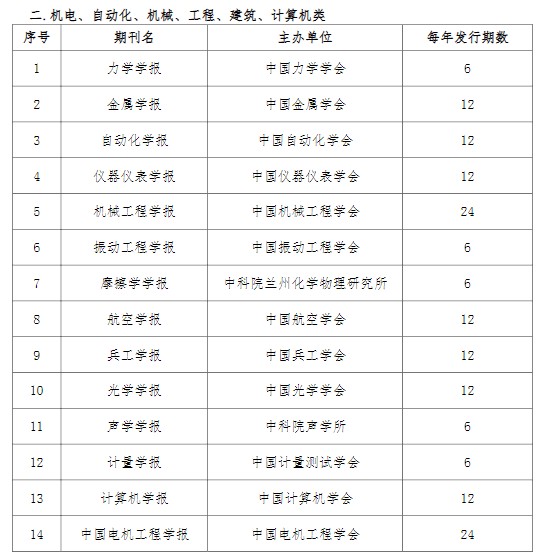 二.机电、自动化、机械、工程、建筑、计算机类
序号 期刊名 主办单位 每年发行期数
1 力学学报 中国力学学会 6
2 金属学报 中国金属学会 12
3 自动化学报 中国自动化学会 12
4 仪器仪表学报 中国仪器仪表学会 12
5 机械工程学报 中国机械工程学会 24
6 振动工程学报 中国振动工程学会 6
7 摩擦学学报 中科院兰州化学物理研究所 6
8 航空学报 中国航空学会 12
9 兵工学报 中国兵工学会 12
10 光学学报 中国光学学会 12
11 声学学报 中科院声学所 6
12 计量学报 中国计量测试学会 6
13 计算机学报 中国计算机学会 12
14 中国电机工程学报 中国电机工程学会 24